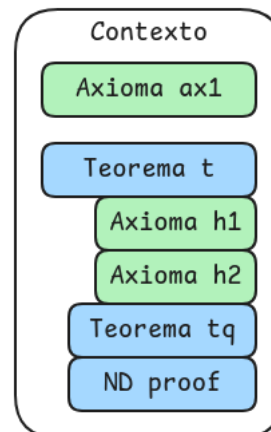 Contexto
Axioma ax1
Teorema t
Axioma h1
Axioma h2
Teorema tq
ND proof